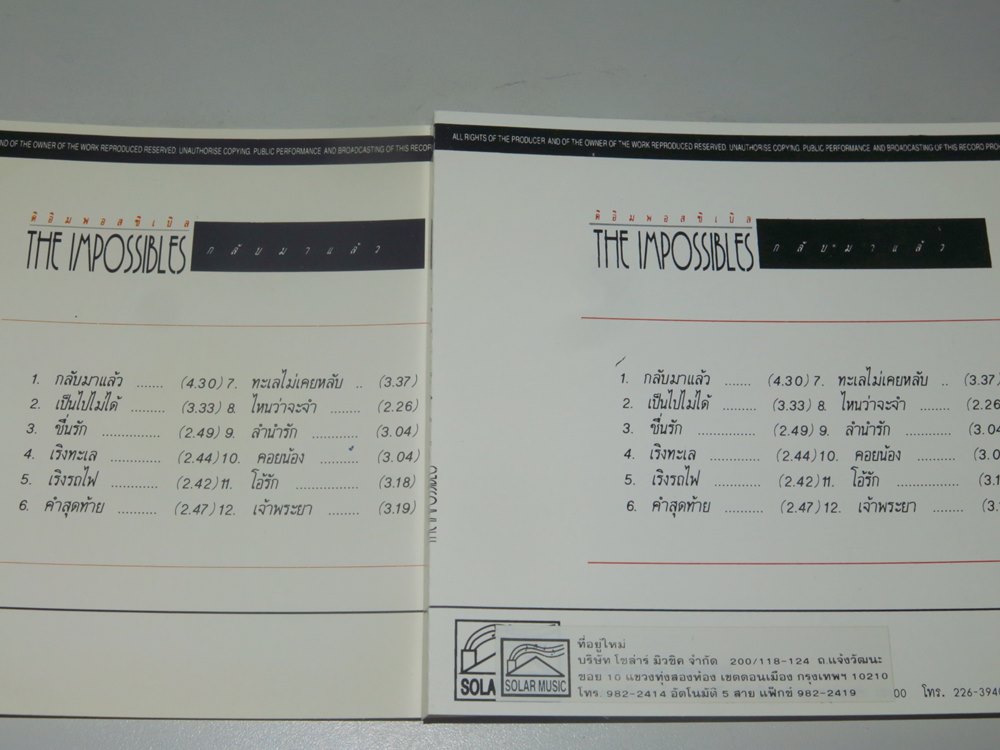 ND OF THE OWNER OF THE WORK REPRODUCED RESERVED. UNAUTHORISE COPYING, PUBLIC PERFORMANCE AND BROADCASTING OF THIS RECOR
ดิอิมพอสซิเบิล
THE IMPOSSIBLES กลับมาแล้ว
1. กลับมาแล้ว ....... (4.30) 7. ทะเลไม่เคยหลับ .. (3.37)
2. เป็นไปไม่ได้ ......... (3.33) 8. ไหนว่าจะจำ ....... (2.26)
3. ชื่นรัก ............... (2.49) 9. ลำนำรัก ........... (3.04)
4. เริงทะเล ............. (2.44) 10. คอยน้อง ......... (3.04)
5. เริงรถไฟ ........... (2.42) 11. โอ้รัก .............. (3.18)
6. คำสุดท้าย .......... (2.47) 12. เจ้าพระยา ........ (3.19)
ALL RIGHTS OF THE PRODUCER AND OF THE OWNER OF THE WORK REPRODUCED RESERVED. UNAUTHORISE COPYING, PUBLIC PERFORMANCE AND BROADCASTING OF THIS RECORD PROH
ดิอิมพอสซิเบิล
THE IMPOSSIBLES กลับมาแล้ว
1. กลับมาแล้ว ....... (4.30) 7. ทะเลไม่เคยหลับ .. (3.37)
2. เป็นไปไม่ได้ ......... (3.33) 8. ไหนว่าจะจำ ....... (2.26
3. ชื่นรัก ............... (2.49) 9. ลำนำรัก ........... (3.04
4. เริงทะเล ............. (2.44) 10. คอยน้อง ......... (3.0
5. เริงรถไฟ ........... (2.42) 11. โอ้รัก .............. (3.1
6. คำสุดท้าย .......... (2.47) 12. เจ้าพระยา ........ (3.
SOLA
SOLAR MUSIC
ที่อยู่ใหม่
บริษัท โซล่าร์ มิวซิค จำกัด 200/118-124 ถ.แจ้งวัฒนะ
ซอย 10 แขวงทุ่งสองห้อง เขตดอนเมือง กรุงเทพฯ 10210
โทร. 982-2414 อัตโนมัติ 5 สาย แฟ๊กซ์ 982-2419
00 โทร. 226-394